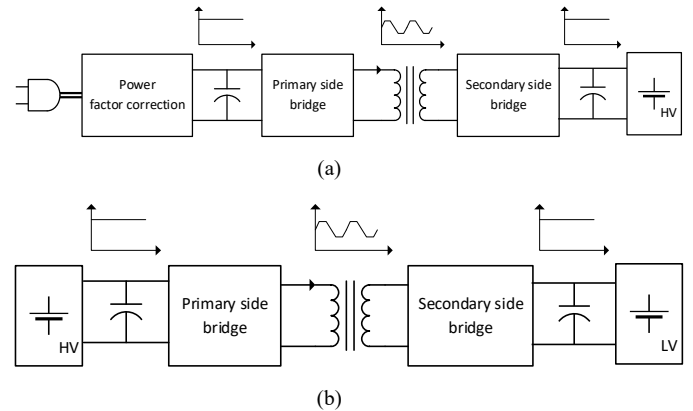 Power
factor correction
Primary side
bridge
Secondary side
bridge
HV
(a)
HV
Primary side
bridge
Secondary side
bridge
LV
(b)